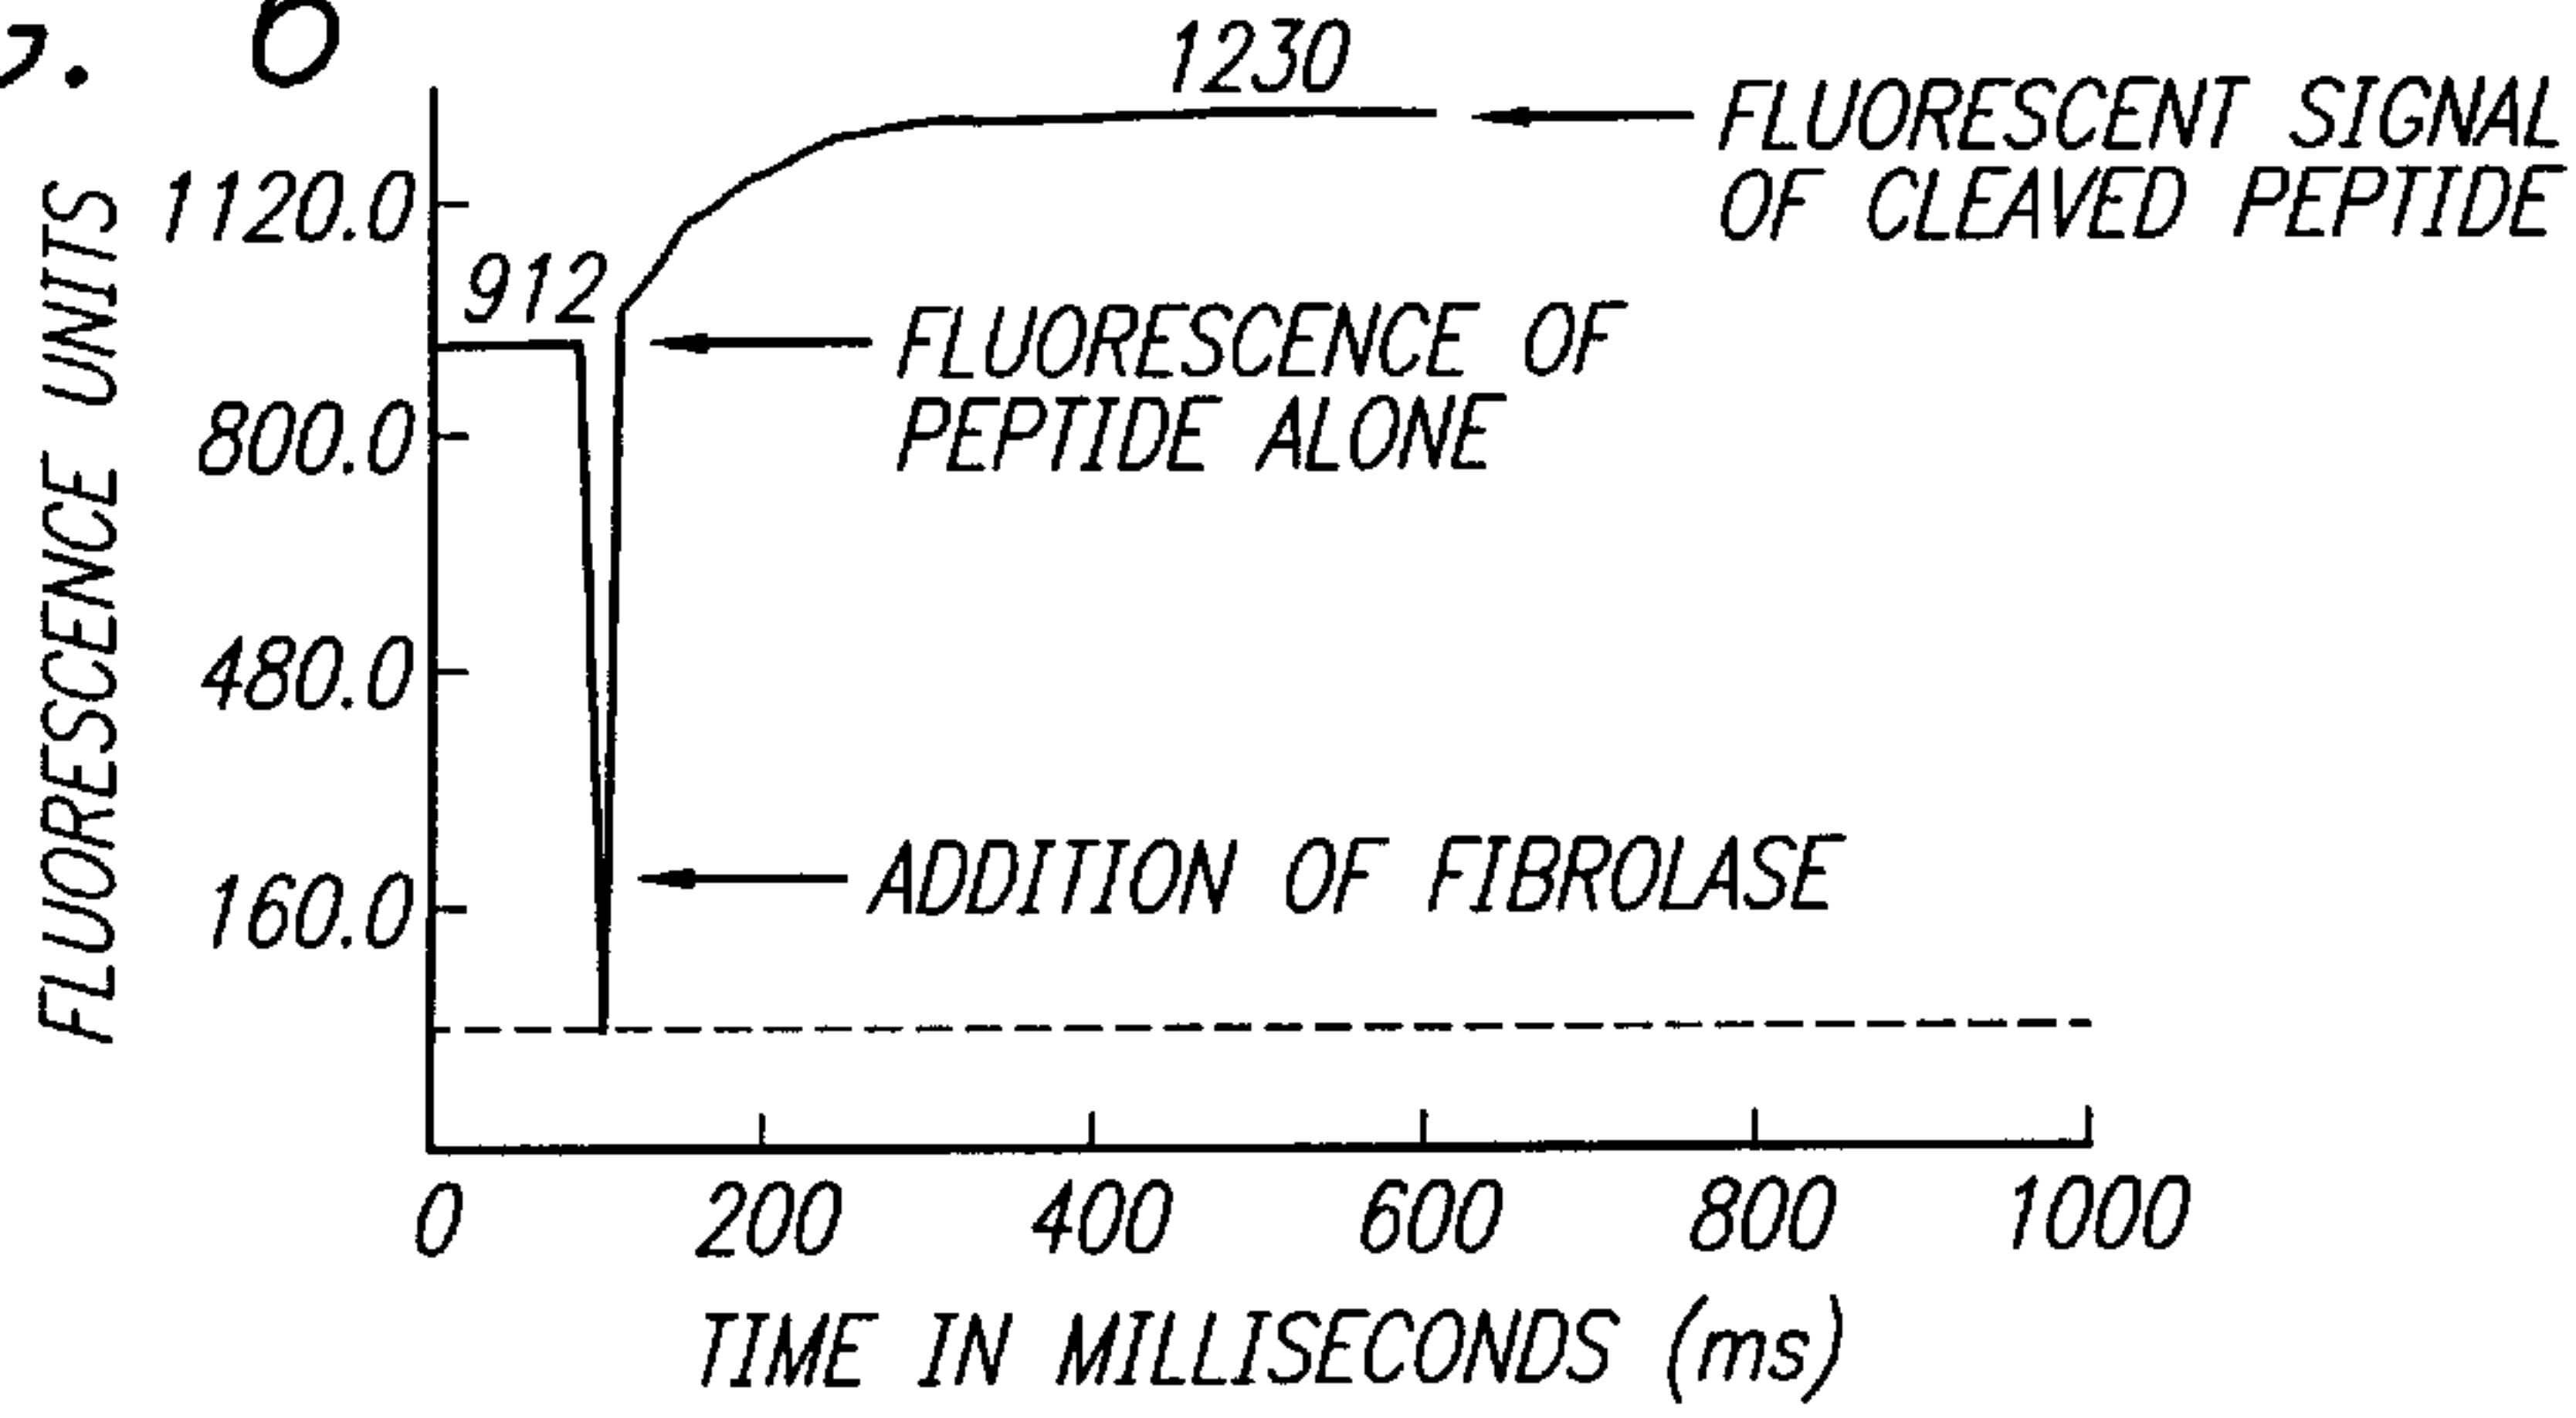 6
1230
FLUORESCENT SIGNAL
OF CLEAVED PEPTIDE
1120.0
912
FLUORESCENCE OF
PEPTIDE ALONE
800.0
480.0
ADDITION OF FIBROLASE
160.0
FLUORESCENCE UNITS
0 200 400 600 800 1000
TIME IN MILLISECONDS (ms)